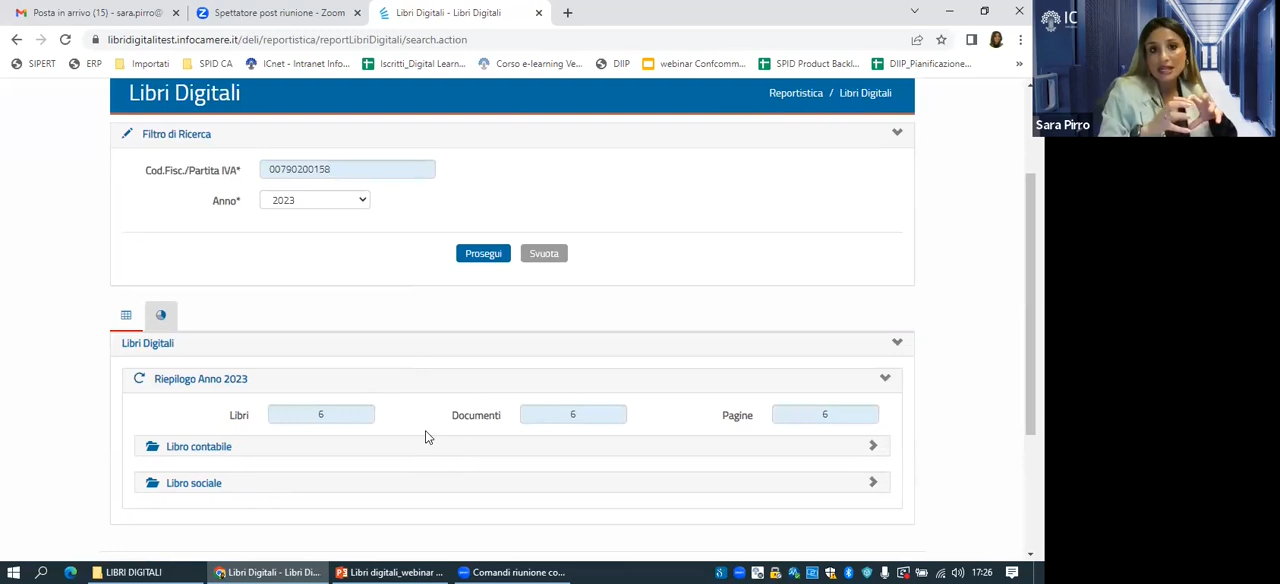 Posta in arrivo (15) - sara.pirro@
Spettatore post riunione - Zoom
Libri Digitali - Libri Digitali
libridigitalitest.infocamere.it/deli/reportistica/reportLibriDigitali/search.action
SIPERT
ERP
Importati
SPID CA
ICnet - Intranet Info...
Iscritti_Digital Learn...
Corso e-learning Ve...
DIIP
webinar Confcomm...
SPID Product Backl...
DIIP_Pianificazione...
»
IC
Sara Pirro
Libri Digitali
Reportistica / Libri Digitali
Filtro di Ricerca
Cod.Fisc./Partita IVA*
00790200158
Anno*
2023
Prosegui
Svuota
Libri Digitali
Riepilogo Anno 2023
Libri
6
Documenti
6
Pagine
6
Libro contabile
Libro sociale
LIBRI DIGITALI
Libri Digitali - Libri Di...
Libri digitali_webinar ...
Comandi riunione co...
17:26